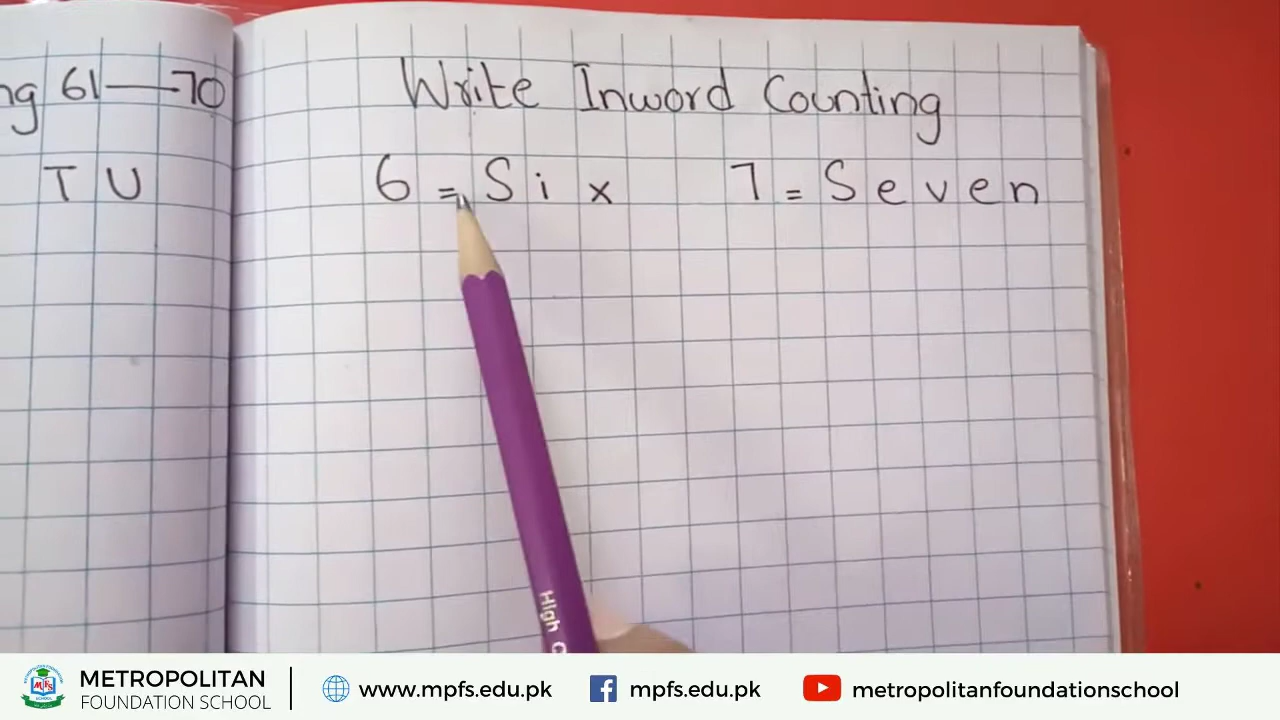 ng 61—70
T U
Write Inword Counting
6 = Six 7 = Seven
High
METROPOLITAN
FOUNDATION SCHOOL
www.mpfs.edu.pk
mpfs.edu.pk
metropolitanfoundationschool